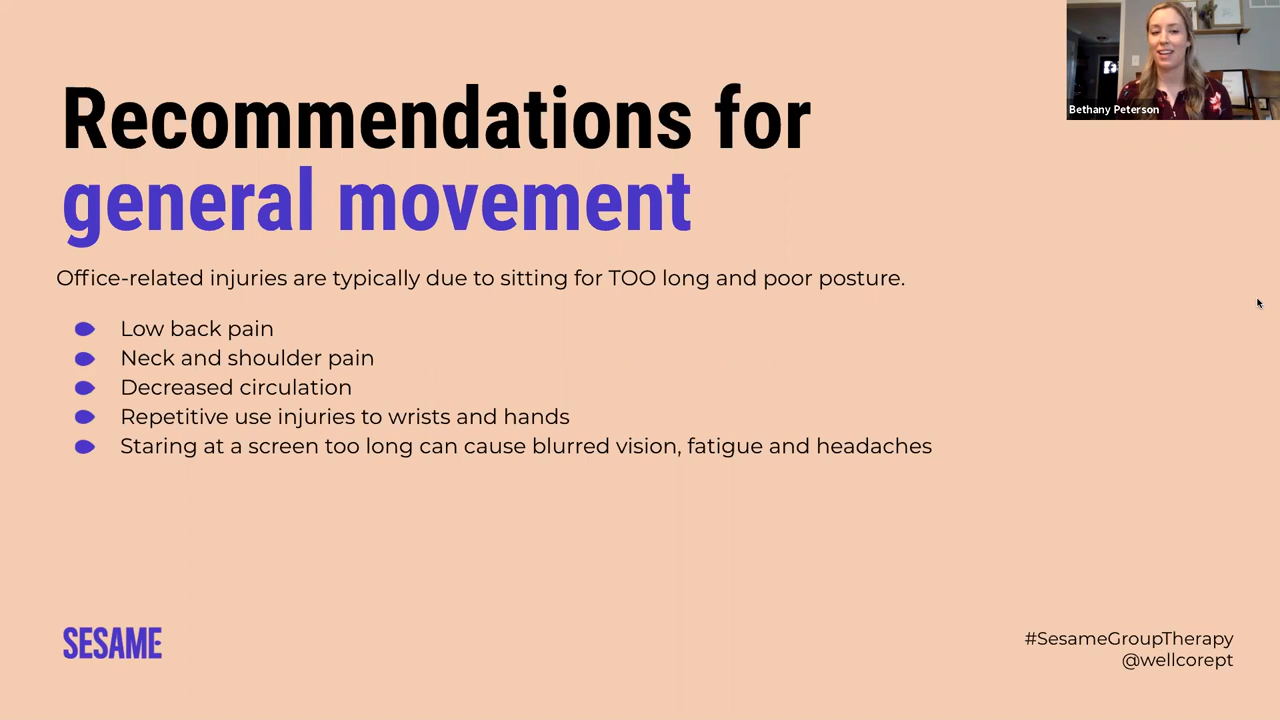 Recommendations for
general movement
Bethany Peterson
Office-related injuries are typically due to sitting for TOO long and poor posture.
Low back pain
Neck and shoulder pain
Decreased circulation
Repetitive use injuries to wrists and hands
Staring at a screen too long can cause blurred vision, fatigue and headaches
SESAME
#SesameGroupTherapy
@wellcorept